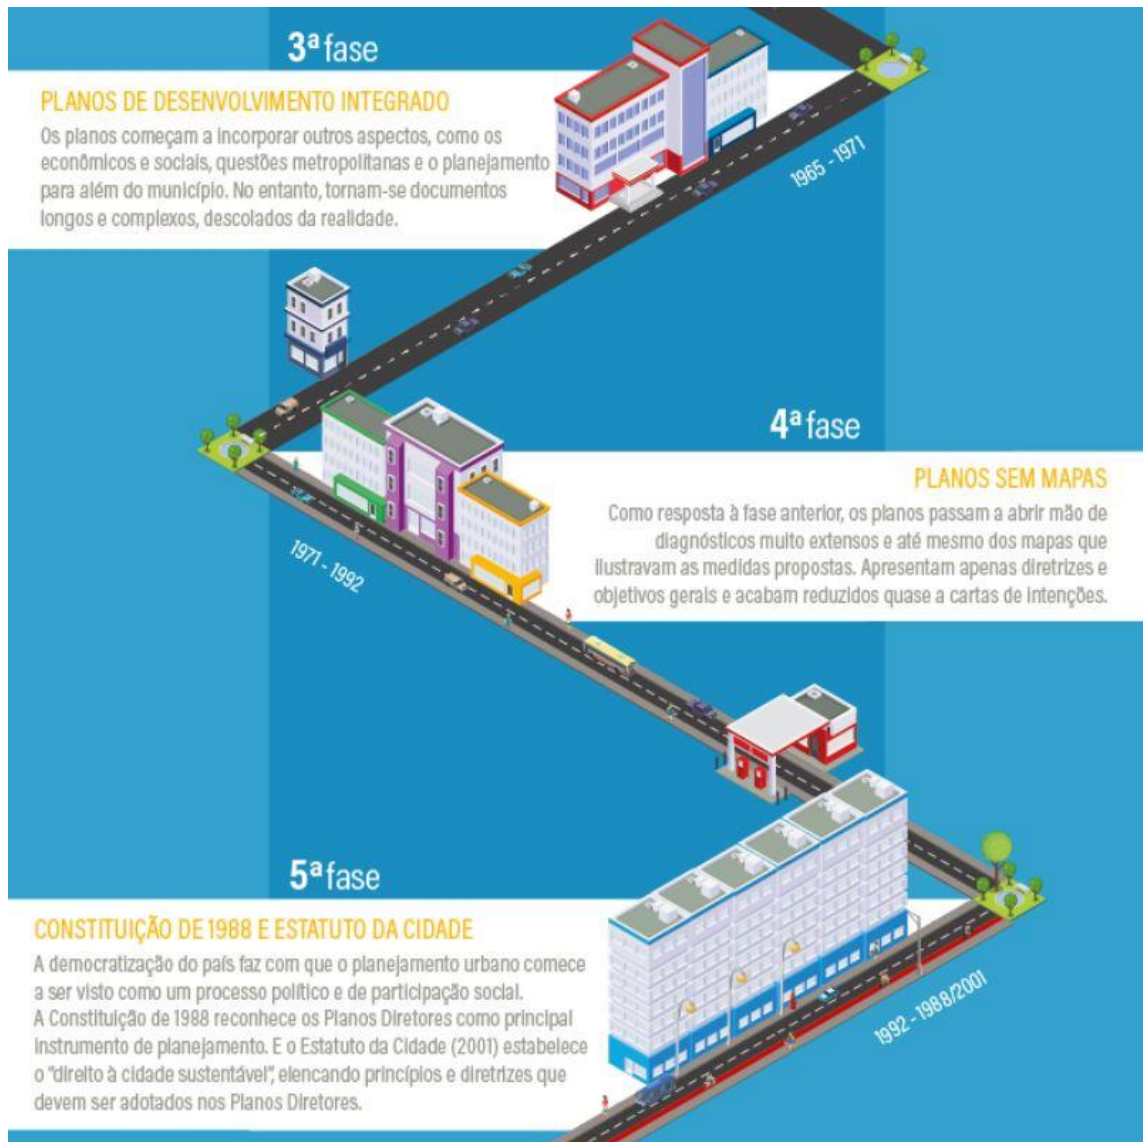 3ª fase
PLANOS DE DESENVOLVIMENTO INTEGRADO
Os planos começam a incorporar outros aspectos, como os
econômicos e sociais, questões metropolitanas e o planejamento
para além do município. No entanto, tornam-se documentos
longos e complexos, descolados da realidade.
1965 - 1971
4ª fase
PLANOS SEM MAPAS
Como resposta à fase anterior, os planos passam a abrir mão de
diagnósticos muito extensos e até mesmo dos mapas que
ilustravam as medidas propostas. Apresentam apenas diretrizes e
objetivos gerais e acabam reduzidos quase a cartas de intenções.
1971 - 1992
5ª fase
CONSTITUIÇÃO DE 1988 E ESTATUTO DA CIDADE
A democratização do país faz com que o planejamento urbano comece
a ser visto como um processo político e de participação social.
A Constituição de 1988 reconhece os Planos Diretores como principal
instrumento de planejamento. E o Estatuto da Cidade (2001) estabelece
o "direito à cidade sustentável", elencando princípios e diretrizes que
devem ser adotados nos Planos Diretores.
1992 - 1988/2001